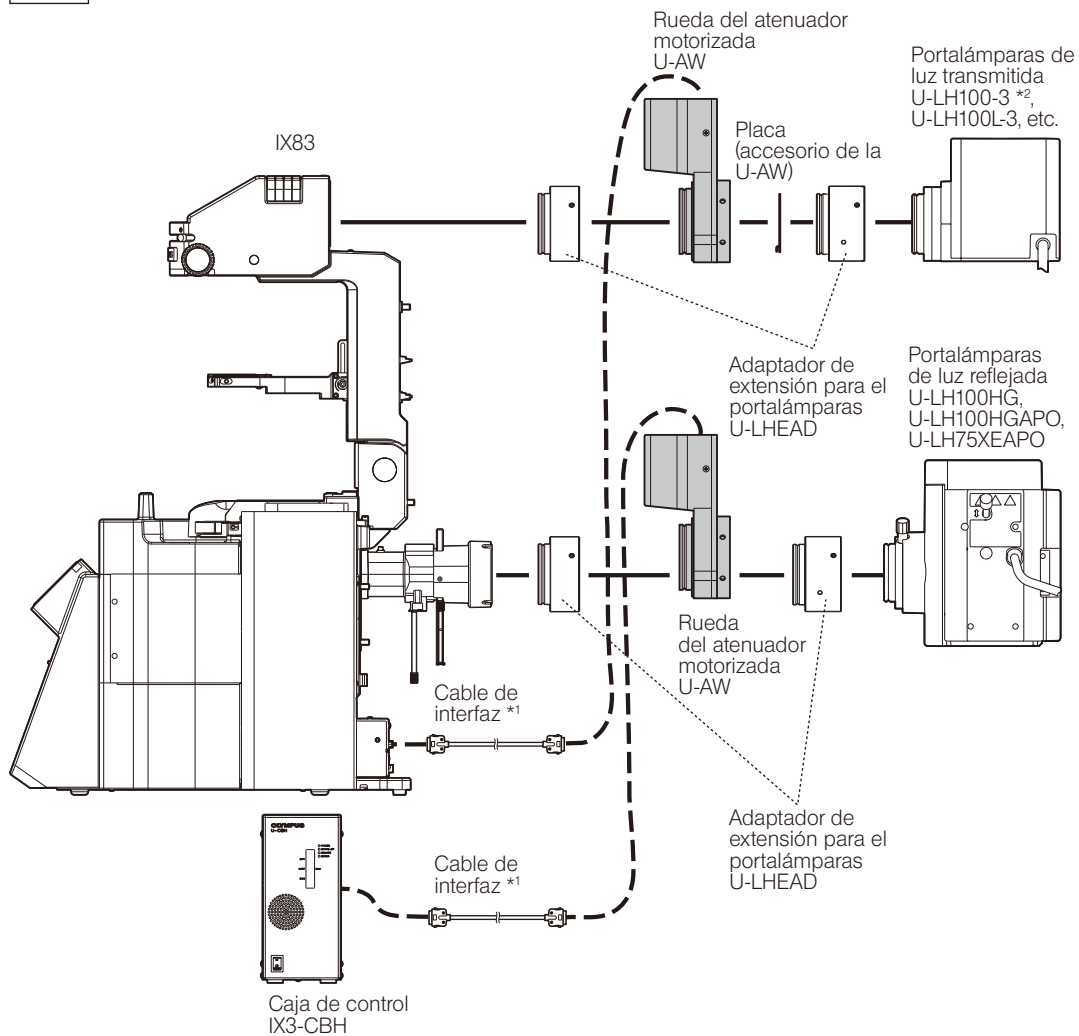 Rueda del atenuador
motorizada
U-AW
Portalámparas de
luz transmitida
U-LH100-3 *2,
U-LH100L-3, etc.
IX83
Placa
(accesorio de la
U-AW)
Adaptador de
extensión para el
portalámparas
U-LHEAD
Portalámparas
de luz reflejada
U-LH100HG,
U-LH100HGAPO,
U-LH75XEAPO
Rueda
del atenuador
motorizada
U-AW
Cable de
interfaz *1
Adaptador de
extensión para el
portalámparas
U-LHEAD
OLYMPUS
U-CBH
Cable de
interfaz *1
Caja de control
IX3-CBH